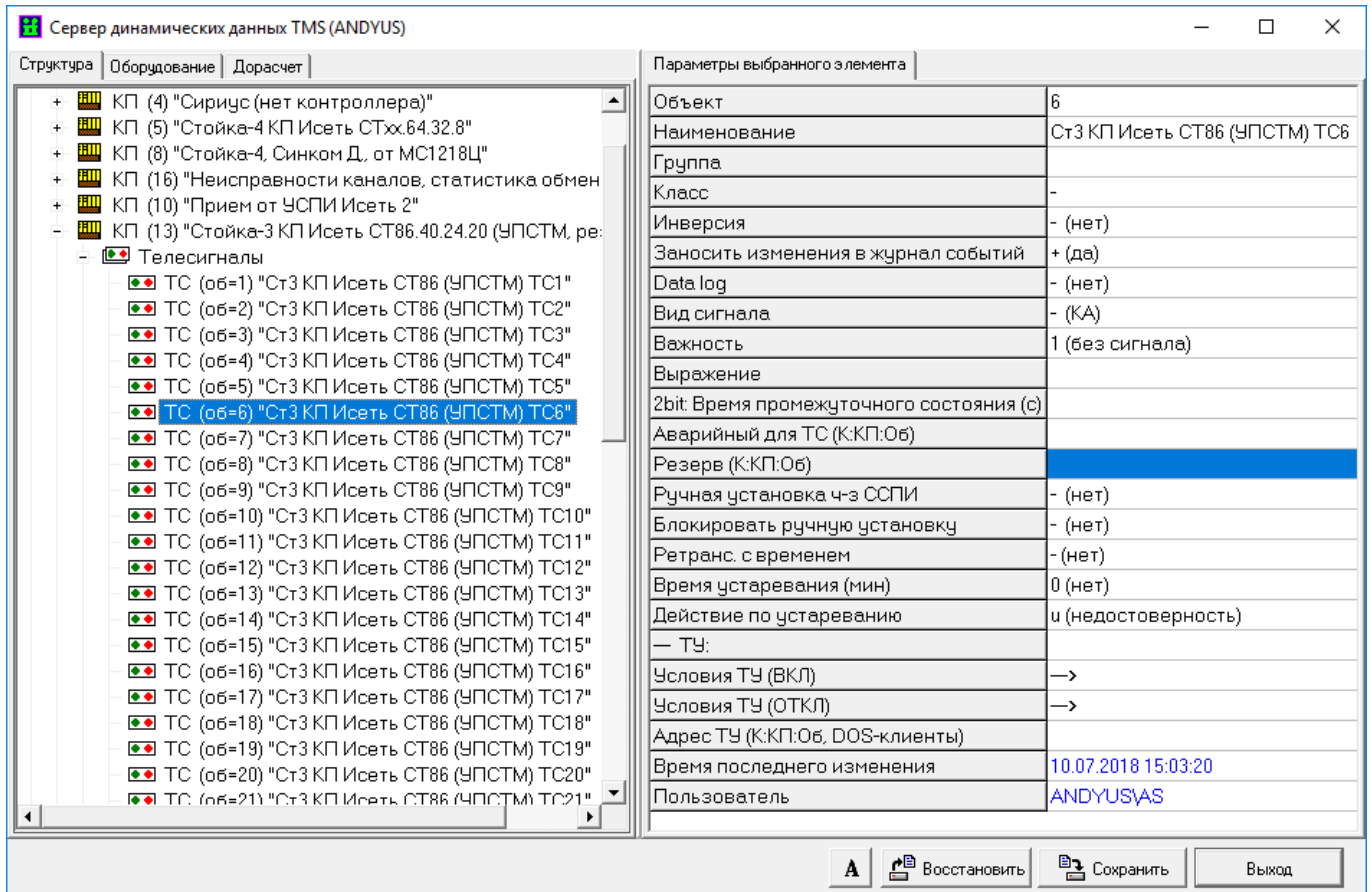 Сервер динамических данных TMS (ANDYUS)
Структура Оборудование Дорасчет
КП (4) "Сириус (нет контроллера)"
КП (5) "Стойка-4 КП Исеть СТхх.64.32.8"
КП (8) "Стойка-4, Синком Д, от МС1218Ц"
КП (16) "Неисправности каналов, статистика обмен
КП (10) "Прием от УСПИ Исеть 2"
КП (13) "Стойка-3 КП Исеть СТ86.40.24.20 (УПСТМ, рез
Телесигналы
ТС (об=1) "Ст3 КП Исеть СТ86 (УПСТМ) ТС1"
ТС (об=2) "Ст3 КП Исеть СТ86 (УПСТМ) ТС2"
ТС (об=3) "Ст3 КП Исеть СТ86 (УПСТМ) ТС3"
ТС (об=4) "Ст3 КП Исеть СТ86 (УПСТМ) ТС4"
ТС (об=5) "Ст3 КП Исеть СТ86 (УПСТМ) ТС5"
ТС (об=6) "Ст3 КП Исеть СТ86 (УПСТМ) ТС6"
ТС (об=7) "Ст3 КП Исеть СТ86 (УПСТМ) ТС7"
ТС (об=8) "Ст3 КП Исеть СТ86 (УПСТМ) ТС8"
ТС (об=9) "Ст3 КП Исеть СТ86 (УПСТМ) ТС9"
ТС (об=10) "Ст3 КП Исеть СТ86 (УПСТМ) ТС10"
ТС (об=11) "Ст3 КП Исеть СТ86 (УПСТМ) ТС11"
ТС (об=12) "Ст3 КП Исеть СТ86 (УПСТМ) ТС12"
ТС (об=13) "Ст3 КП Исеть СТ86 (УПСТМ) ТС13"
ТС (об=14) "Ст3 КП Исеть СТ86 (УПСТМ) ТС14"
ТС (об=15) "Ст3 КП Исеть СТ86 (УПСТМ) ТС15"
ТС (об=16) "Ст3 КП Исеть СТ86 (УПСТМ) ТС16"
ТС (об=17) "Ст3 КП Исеть СТ86 (УПСТМ) ТС17"
ТС (об=18) "Ст3 КП Исеть СТ86 (УПСТМ) ТС18"
ТС (об=19) "Ст3 КП Исеть СТ86 (УПСТМ) ТС19"
ТС (об=20) "Ст3 КП Исеть СТ86 (УПСТМ) ТС20"
ТС (об=21) "Ст3 КП Исеть СТ86 (УПСТМ) ТС21"
Параметры выбранного элемента
Объект 6
Наименование Ст3 КП Исеть СТ86 (УПСТМ) ТС6
Группа
Класс -
Инверсия - (нет)
Заносить изменения в журнал событий + (да)
Data log - (нет)
Вид сигнала - (КА)
Важность 1 (без сигнала)
Выражение
2bit: Время промежуточного состояния (с)
Аварийный для ТС (К:КП:Об)
Резерв (К:КП:Об)
Ручная установка ч-з ССПИ - (нет)
Блокировать ручную установку - (нет)
Ретранс. с временем - (нет)
Время устаревания (мин) 0 (нет)
Действие по устареванию u (недостоверность)
— ТУ:
Условия ТУ (ВКЛ) —>
Условия ТУ (ОТКЛ) —>
Адрес ТУ (К:КП:Об, DOS-клиенты)
Время последнего изменения 10.07.2018 15:03:20
Пользователь ANDYUS\AS
A Восстановить Сохранить Выход